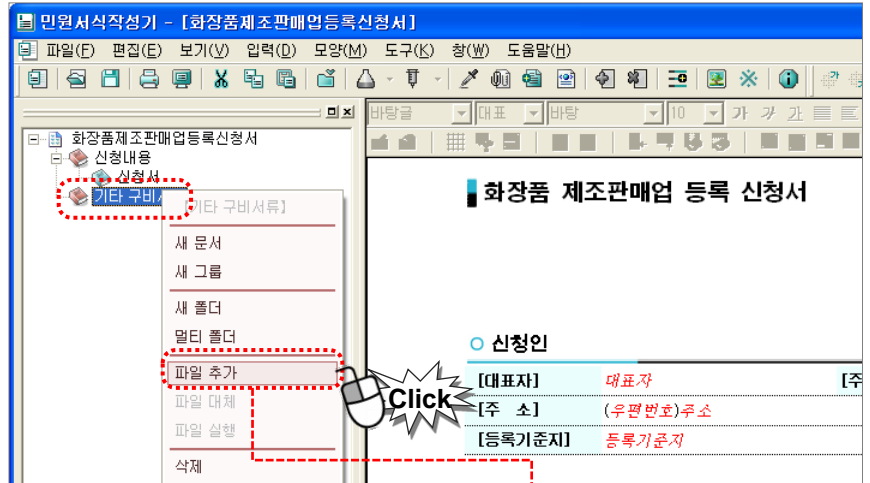 민원서식작성기 - [화장품제조판매업등록신청서]
파일(F) 편집(E) 보기(V) 입력(D) 모양(M) 도구(K) 창(W) 도움말(H)
바탕글 대표 바탕 10 가 가 가
화장품제조판매업등록신청서
신청내용
신청서
기타 구비
[기타 구비서류]
새 문서
새 그룹
새 폴더
멀티 폴더
파일 추가
파일 대체
파일 실행
삭제
Click
화장품 제조판매업 등록 신청서
신청인
[대표자] 대표자 [주
[주 소] (우편번호)주소
[등록기준지] 등록기준지